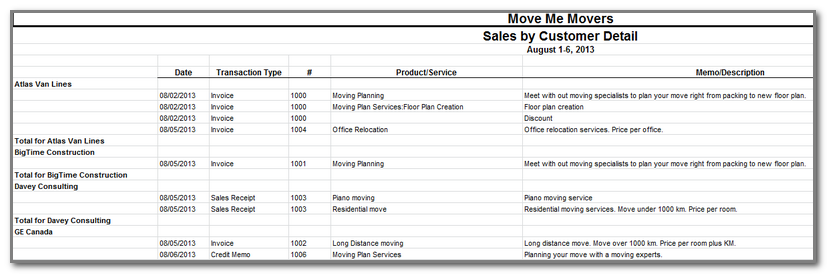 Move Me Movers
Sales by Customer Detail
August 1-6, 2013
Date Transaction Type # Product/Service Memo/Description
Atlas Van Lines
08/02/2013 Invoice 1000 Moving Planning Meet with out moving specialists to plan your move right from packing to new floor plan.
08/02/2013 Invoice 1000 Moving Plan Services:Floor Plan Creation Floor plan creation
08/02/2013 Invoice 1000 Discount
08/05/2013 Invoice 1004 Office Relocation Office relocation services. Price per office.
Total for Atlas Van Lines
BigTime Construction
08/05/2013 Invoice 1001 Moving Planning Meet with out moving specialists to plan your move right from packing to new floor plan.
Total for BigTime Construction
Davey Consulting
08/05/2013 Sales Receipt 1003 Piano moving Piano moving service
08/05/2013 Sales Receipt 1003 Residential move Residential moving services. Move under 1000 km. Price per room.
Total for Davey Consulting
GE Canada
08/05/2013 Invoice 1002 Long Distance moving Long distance move. Move over 1000 km. Price per room plus KM.
08/06/2013 Credit Memo 1006 Moving Plan Services Planning your move with a moving experts.